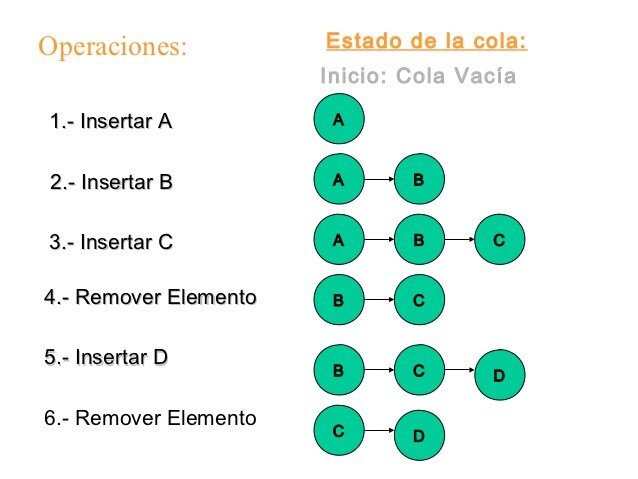 Operaciones:
Estado de la cola:
Inicio: Cola Vacía
1.- Insertar A
A
2.- Insertar B
A B
3.- Insertar C
A B C
4.- Remover Elemento
B C
5.- Insertar D
B C D
6.- Remover Elemento
C D